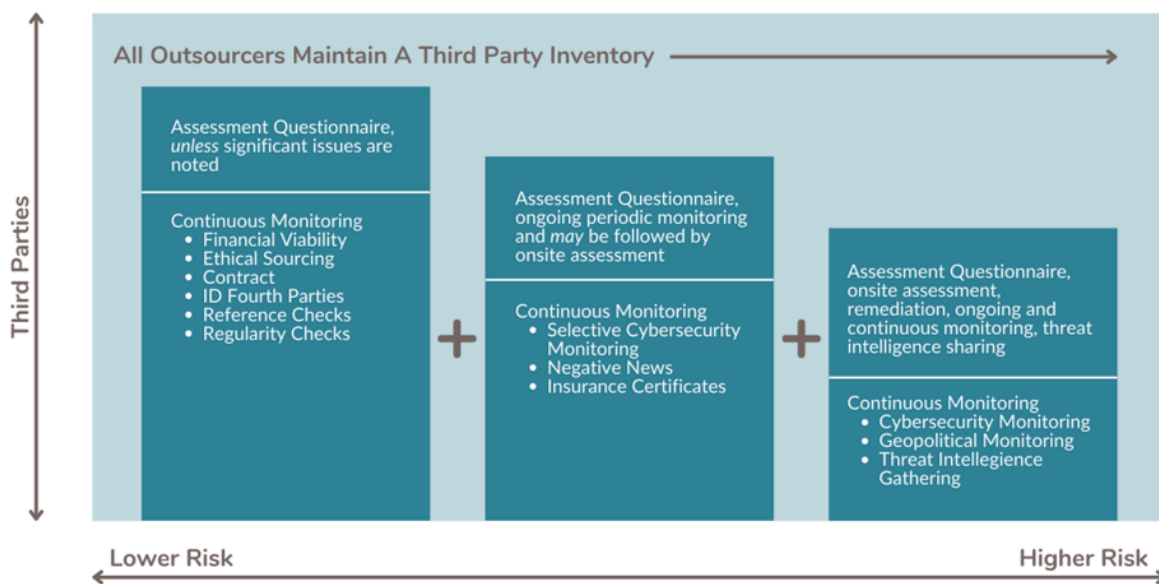 All Outsourcers Maintain A Third Party Inventory
Third Parties
Assessment Questionnaire,
unless significant issues are
noted
Continuous Monitoring
• Financial Viability
• Ethical Sourcing
• Contract
• ID Fourth Parties
• Reference Checks
• Regularity Checks
+
Assessment Questionnaire,
ongoing periodic monitoring
and may be followed by
onsite assessment
Continuous Monitoring
• Selective Cybersecurity
Monitoring
• Negative News
• Insurance Certificates
+
Assessment Questionnaire,
onsite assessment,
remediation, ongoing and
continuous monitoring, threat
intelligence sharing
Continuous Monitoring
• Cybersecurity Monitoring
• Geopolitical Monitoring
• Threat Intellegience
Gathering
Lower Risk
Higher Risk